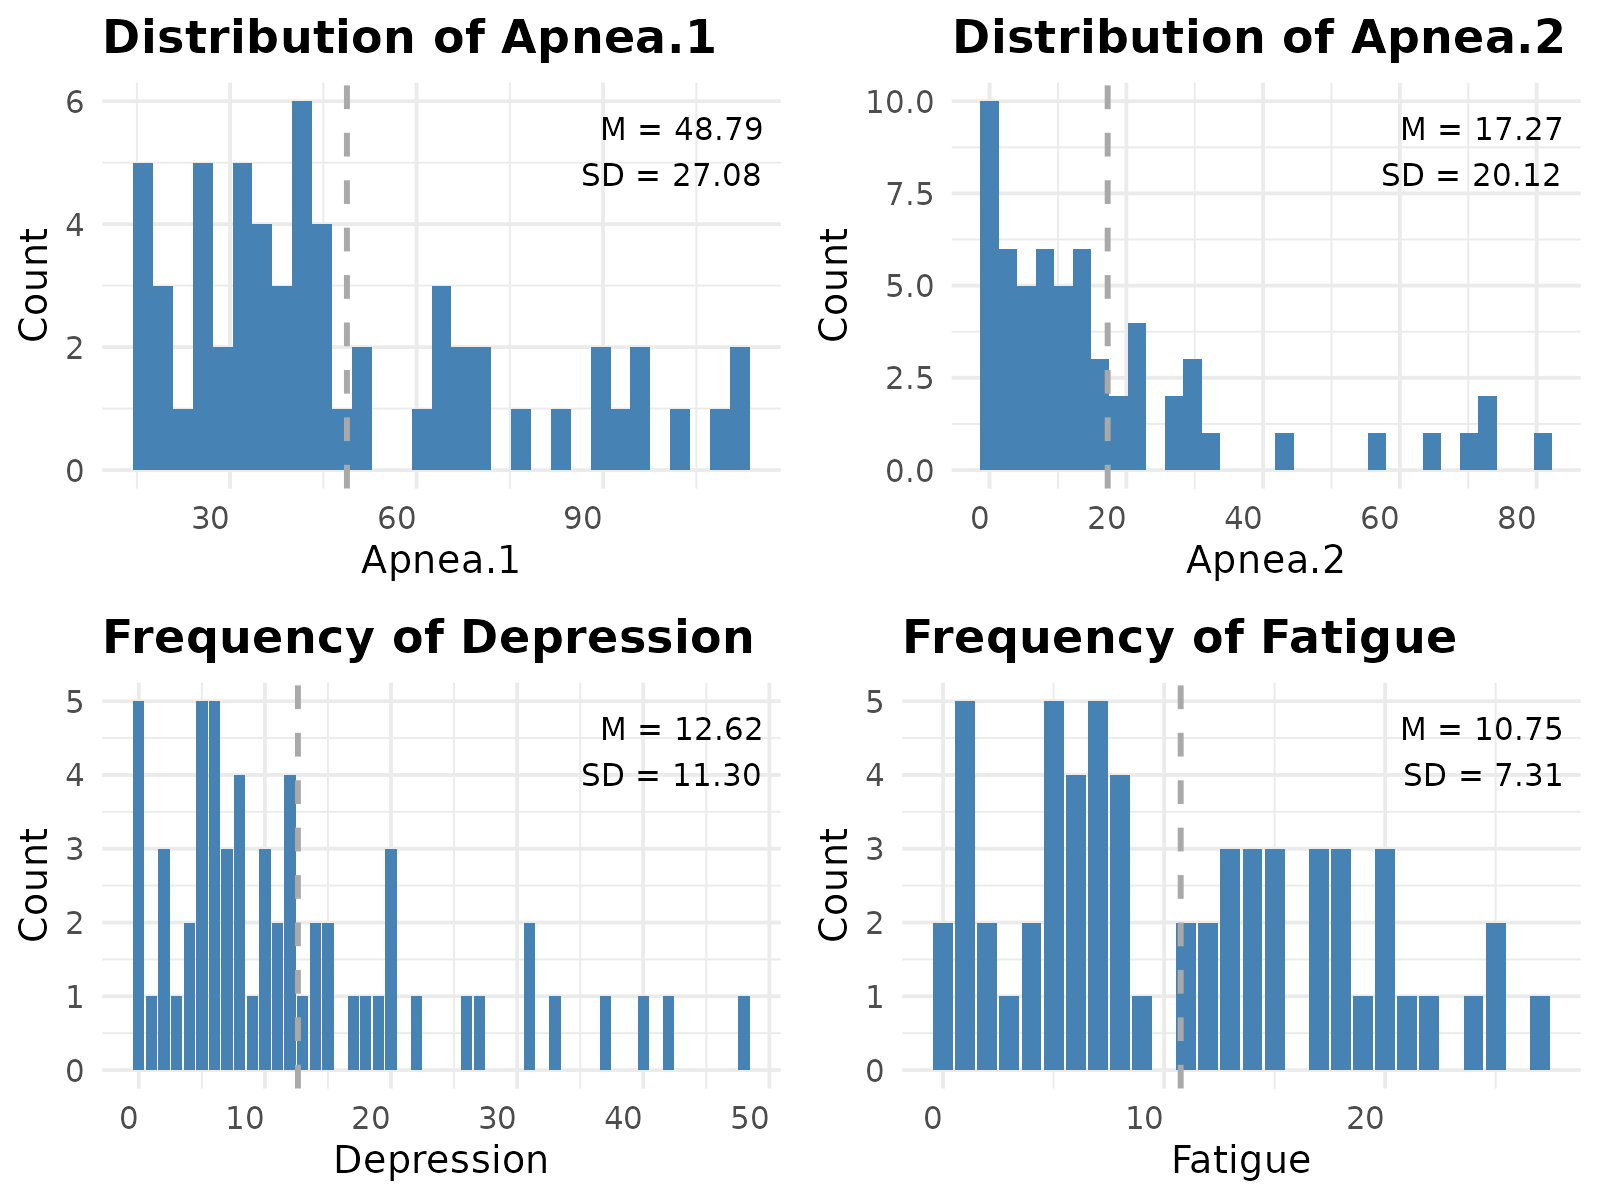 Distribution of Apnea.1
6
4
2
0
Count
M = 48.79
SD = 27.08
30 60 90
Apnea.1
Distribution of Apnea.2
10.0
7.5
5.0
2.5
0.0
Count
M = 17.27
SD = 20.12
0 20 40 60 80
Apnea.2
Frequency of Depression
5
4
3
2
1
0
Count
M = 12.62
SD = 11.30
0 10 20 30 40 50
Depression
Frequency of Fatigue
5
4
3
2
1
0
Count
M = 10.75
SD = 7.31
0 10 20
Fatigue